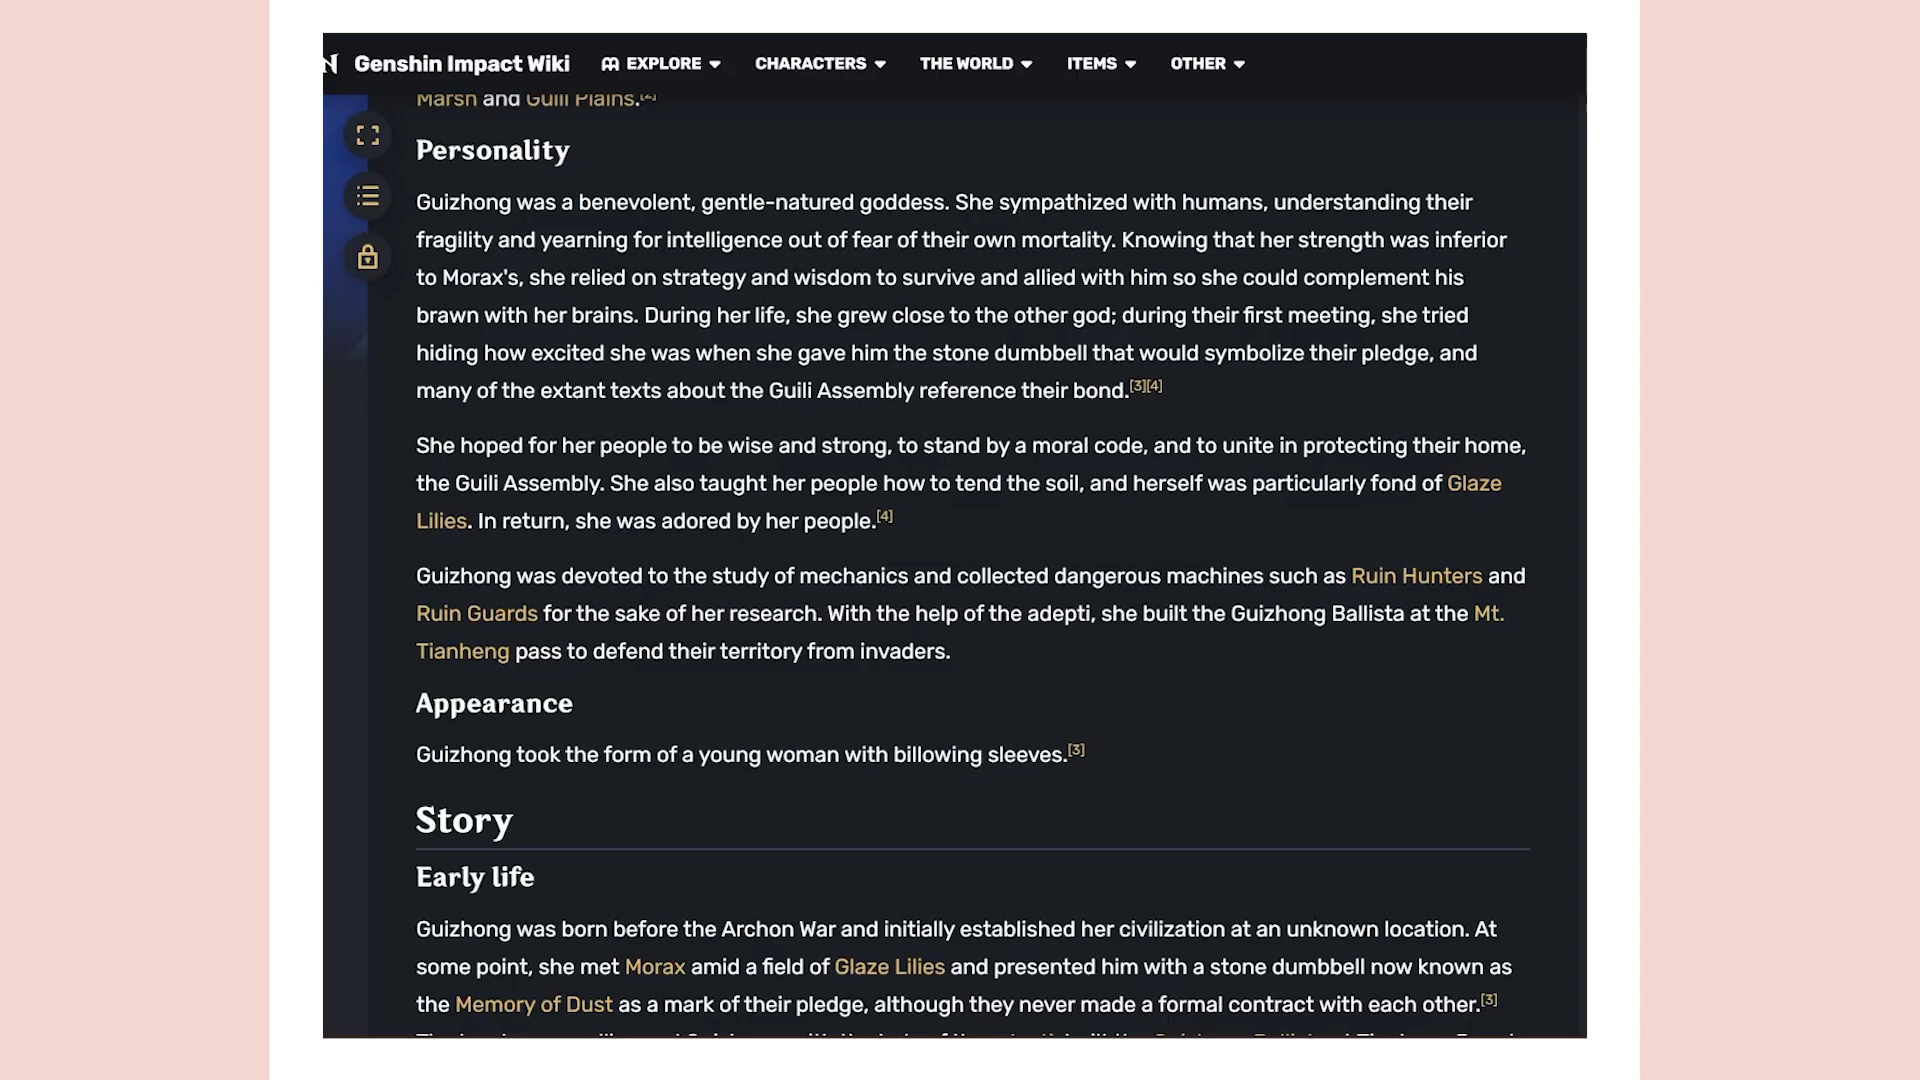 Genshin Impact Wiki EXPLORE CHARACTERS THE WORLD ITEMS OTHER
Marsh and Guili Plains.[2]
Personality
Guizhong was a benevolent, gentle-natured goddess. She sympathized with humans, understanding their
fragility and yearning for intelligence out of fear of their own mortality. Knowing that her strength was inferior
to Morax's, she relied on strategy and wisdom to survive and allied with him so she could complement his
brawn with her brains. During her life, she grew close to the other god; during their first meeting, she tried
hiding how excited she was when she gave him the stone dumbbell that would symbolize their pledge, and
many of the extant texts about the Guili Assembly reference their bond.[3][4]
She hoped for her people to be wise and strong, to stand by a moral code, and to unite in protecting their home,
the Guili Assembly. She also taught her people how to tend the soil, and herself was particularly fond of Glaze
Lilies. In return, she was adored by her people.[4]
Guizhong was devoted to the study of mechanics and collected dangerous machines such as Ruin Hunters and
Ruin Guards for the sake of her research. With the help of the adepti, she built the Guizhong Ballista at the Mt.
Tianheng pass to defend their territory from invaders.
Appearance
Guizhong took the form of a young woman with billowing sleeves.[3]
Story
Early life
Guizhong was born before the Archon War and initially established her civilization at an unknown location. At
some point, she met Morax amid a field of Glaze Lilies and presented him with a stone dumbbell now known as
the Memory of Dust as a mark of their pledge, although they never made a formal contract with each other.[3]